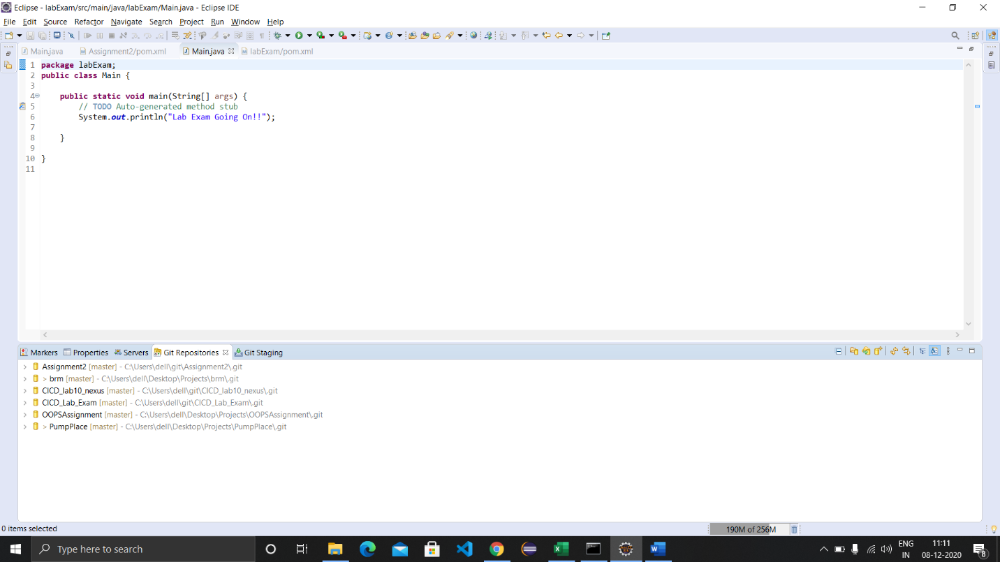 Eclipse - labExam/src/main/java/labExam/Main.java - Eclipse IDE
File Edit Source Refactor Navigate Search Project Run Window Help
Main.java Assignment2/pom.xml Main.java labExam/pom.xml
1 package labExam;
2 public class Main {
3
4 public static void main(String[] args) {
5 // TODO Auto-generated method stub
6 System.out.println("Lab Exam Going On!!");
7
8 }
9
10 }
11
Markers Properties Servers Git Repositories Git Staging
Assignment2 [master] - C:\Users\dell\git\Assignment2\.git
> brm [master] - C:\Users\dell\Desktop\Projects\brm\.git
CICD_lab10_nexus [master] - C:\Users\dell\git\CICD_lab10_nexus\.git
CICD_Lab_Exam [master] - C:\Users\dell\git\CICD_Lab_Exam\.git
OOPSAssignment [master] - C:\Users\dell\Desktop\Projects\OOPSAssignment\.git
> PumpPlace [master] - C:\Users\dell\Desktop\Projects\PumpPlace\.git
0 items selected
190M of 256M
Type here to search
ENG
IN
11:11
08-12-2020
8